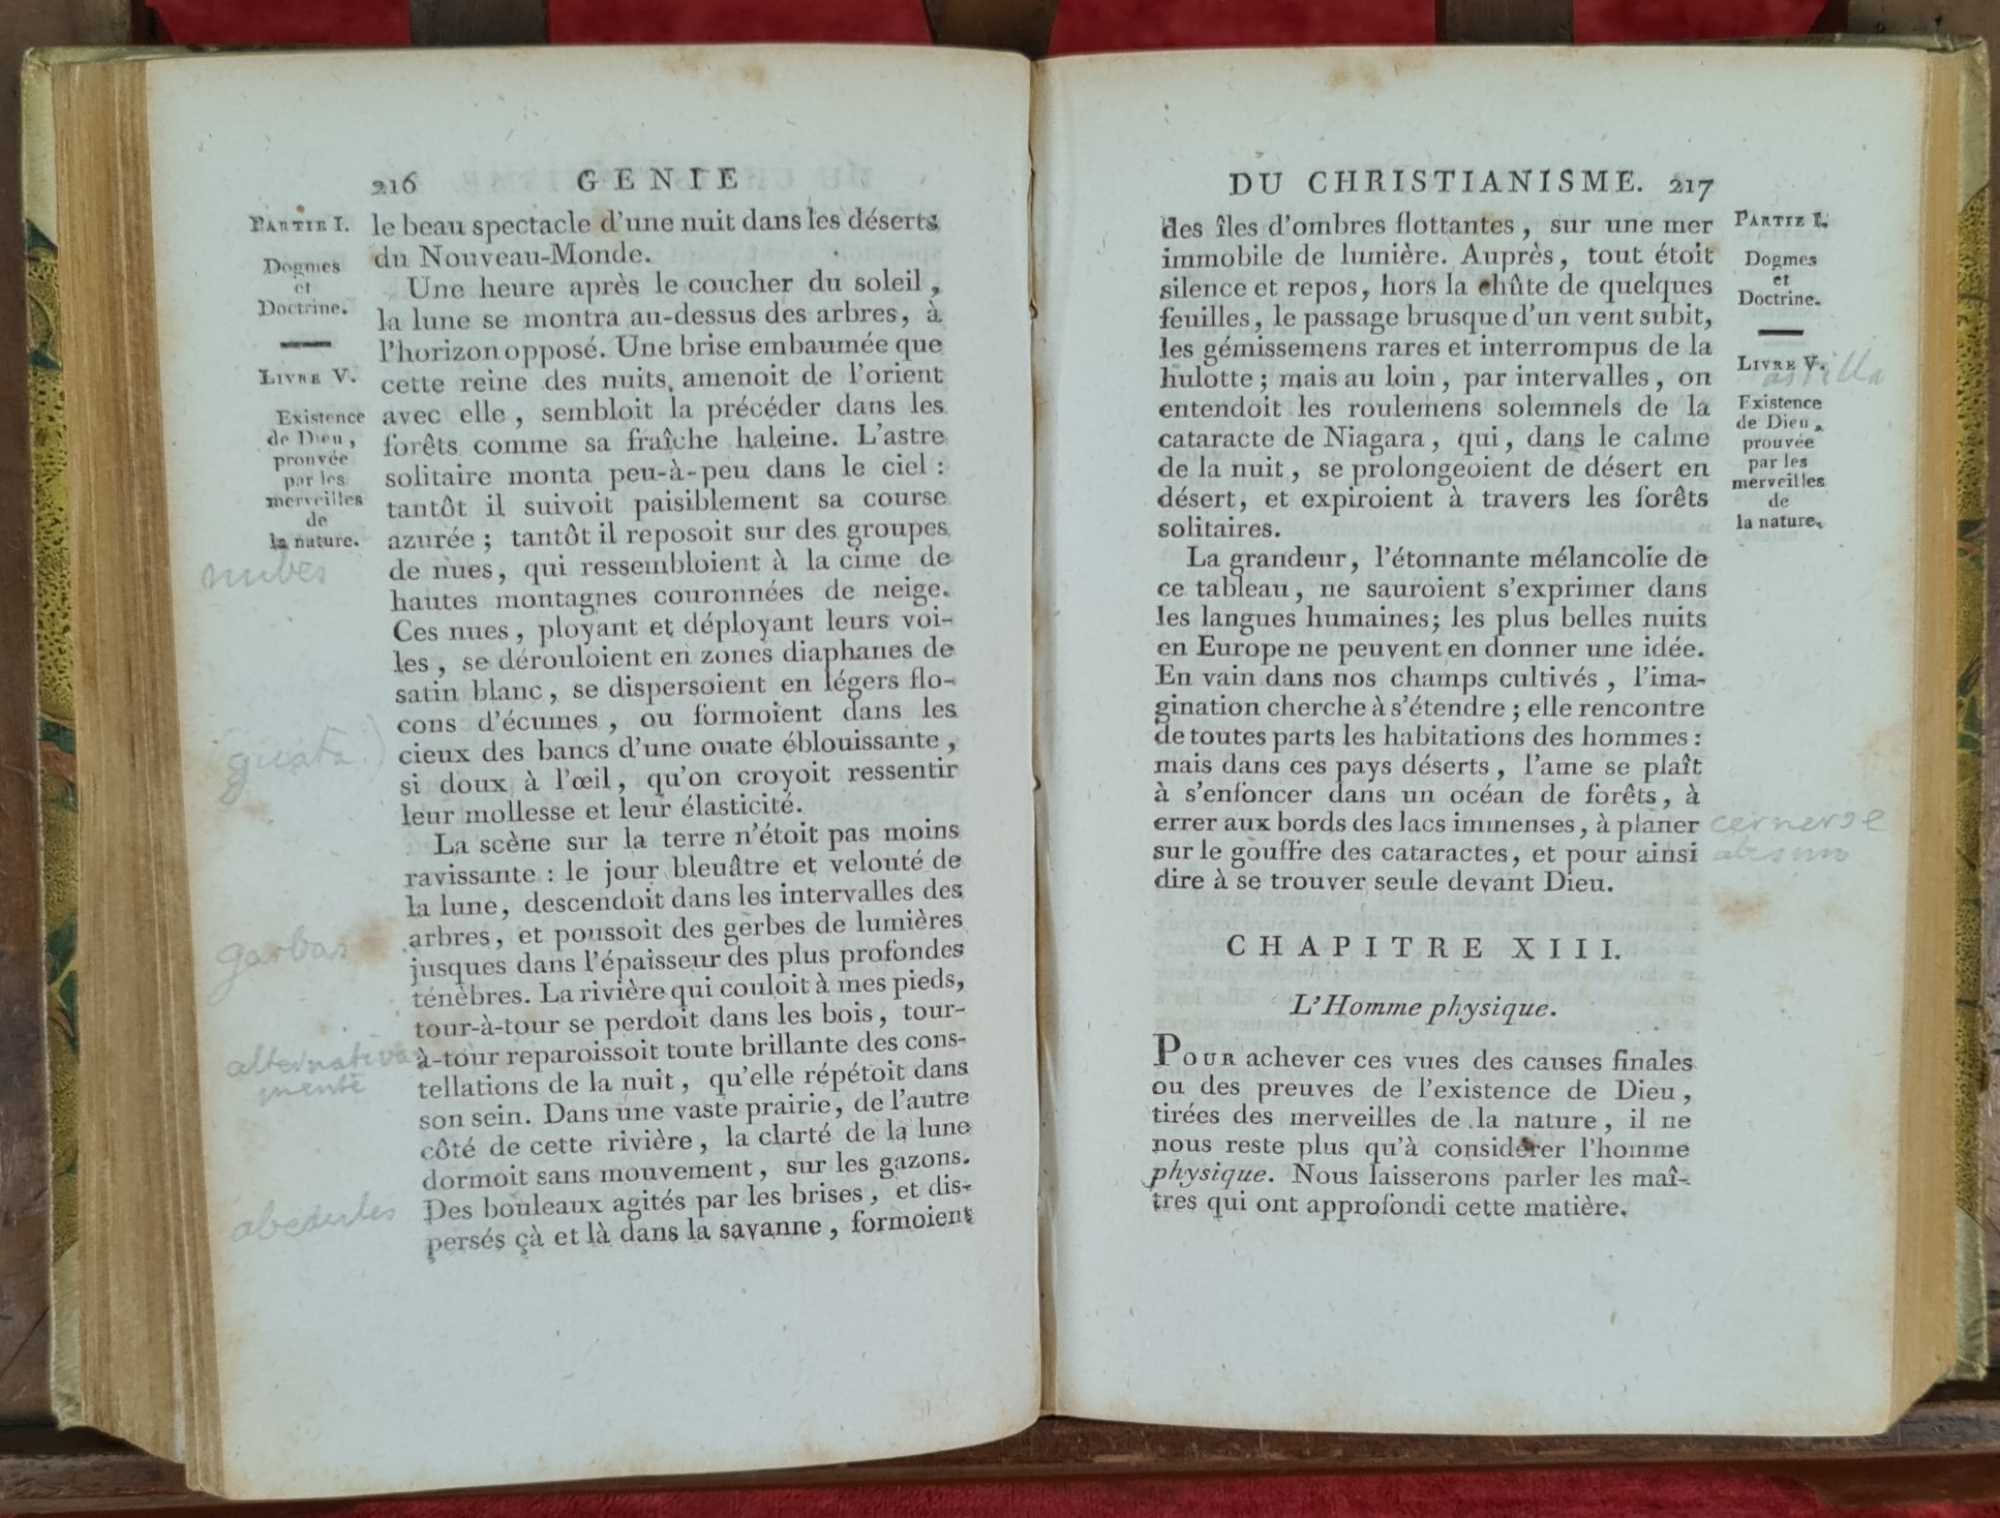 216 GENIE
PARTIE I.
Dogmes
et
Doctrine.
LIVRE V.
Existence
de Dieu,
prouvée
par les
merveilles
de
la nature.
nubes
garbas
alternativa
mente
abedules
le beau spectacle d'une nuit dans les déserts
du Nouveau-Monde.
Une heure après le coucher du soleil,
la lune se montra au-dessus des arbres, à
l'horizon opposé. Une brise embaumée que
cette reine des nuits, amenoit de l'orient
avec elle, sembloit la précéder dans les
forêts comme sa fraîche haleine. L'astre
solitaire monta peu-à-peu dans le ciel :
tantôt il suivoit paisiblement sa course
azurée ; tantôt il reposoit sur des groupes
de nues, qui ressembloient à la cime de
hautes montagnes couronnées de neige.
Ces nues, ployant et déployant leurs voi-
les, se dérouloient en zones diaphanes de
satin blanc, se dispersoient en légers flo-
cons d'écumes, ou formoient dans les
cieux des bancs d'une ouate éblouissante,
si doux à l'œil, qu'on croyoit ressentir
leur mollesse et leur élasticité.
La scène sur la terre n'étoit pas moins
ravissante : le jour bleuâtre et velouté de
la lune, descendoit dans les intervalles des
arbres, et poussoit des gerbes de lumières
jusques dans l'épaisseur des plus profondes
ténèbres. La rivière qui couloit à mes pieds,
tour-à-tour se perdoit dans les bois, tour-
à-tour reparoissoit toute brillante des cons-
tellations de la nuit, qu'elle répétoit dans
son sein. Dans une vaste prairie, de l'autre
côté de cette rivière, la clarté de la lune
dormoit sans mouvement, sur les gazons.
Des bouleaux agités par les brises, et dis-
persés çà et là dans la savanne, formoient
DU CHRISTIANISME. 217
des îles d'ombres flottantes, sur une mer
immobile de lumière. Auprès, tout étoit
silence et repos, hors la chûte de quelques
feuilles, le passage brusque d'un vent subit,
les gémissemens rares et interrompus de la
hulotte ; mais au loin, par intervalles, on
entendoit les roulemens solemnels de la
cataracte de Niagara, qui, dans le calme
de la nuit, se prolongeoient de désert en
désert, et expiroient à travers les forêts
solitaires.
La grandeur, l'étonnante mélancolie de
ce tableau, ne sauroient s'exprimer dans
les langues humaines; les plus belles nuits
en Europe ne peuvent en donner une idée.
En vain dans nos champs cultivés, l'ima-
gination cherche à s'étendre ; elle rencontre
de toutes parts les habitations des hommes :
mais dans ces pays déserts, l'ame se plaît
à s'enfoncer dans un océan de forêts, à
errer aux bords des lacs immenses, à planer
sur le gouffre des cataractes, et pour ainsi
dire à se trouver seule devant Dieu.
CHAPITRE XIII.
L'Homme physique.
POUR achever ces vues des causes finales
ou des preuves de l'existence de Dieu,
tirées des merveilles de la nature, il ne
nous reste plus qu'à considérer l'homme
physique. Nous laisserons parler les maî-
tres qui ont approfondi cette matière.
PARTIE I.
Dogmes
et
Doctrine.
LIVRE V.
Existence
de Dieu,
prouvée
par les
merveilles
de
la nature.
cernerse
abismo